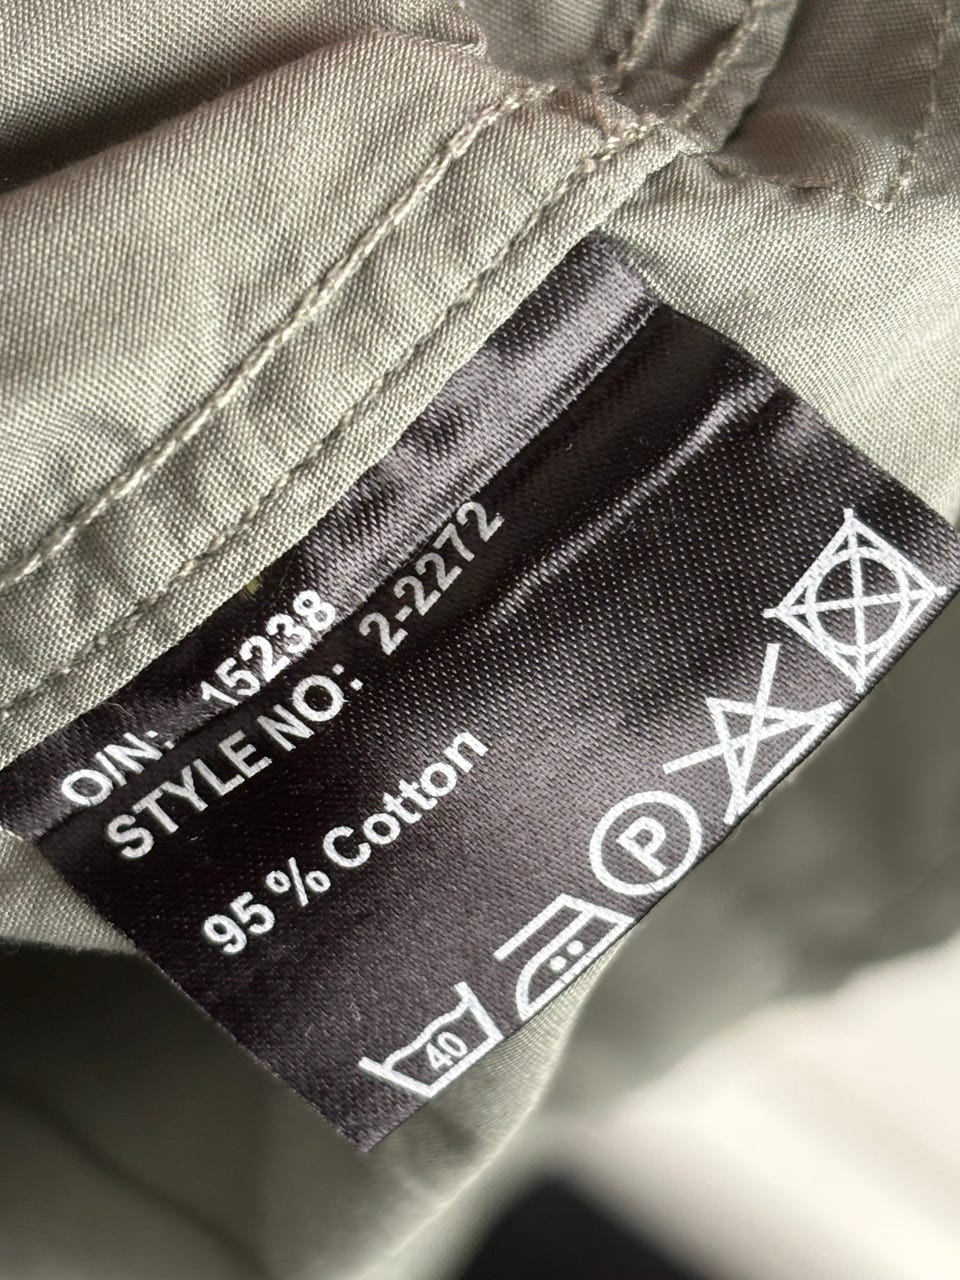 O/N: 15238
STYLE NO: 2-2272
95 % Cotton
40
P